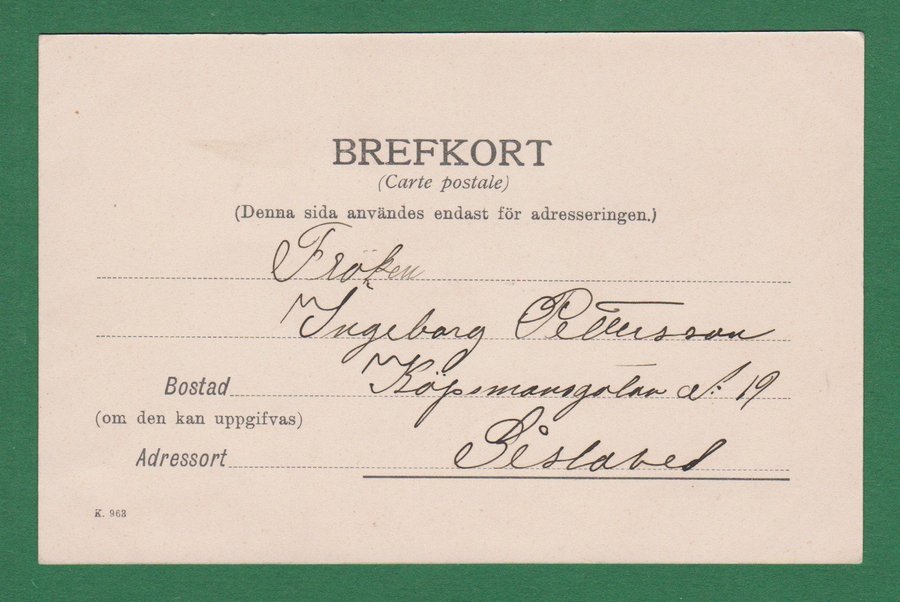 BREFKORT
(Carte postale)
(Denna sida användes endast för adresseringen.)
Fröken
Ingeborg Pettersson
Bostad Köpmansgatan N: 19
(om den kan uppgifvas)
Adressort
K. 963